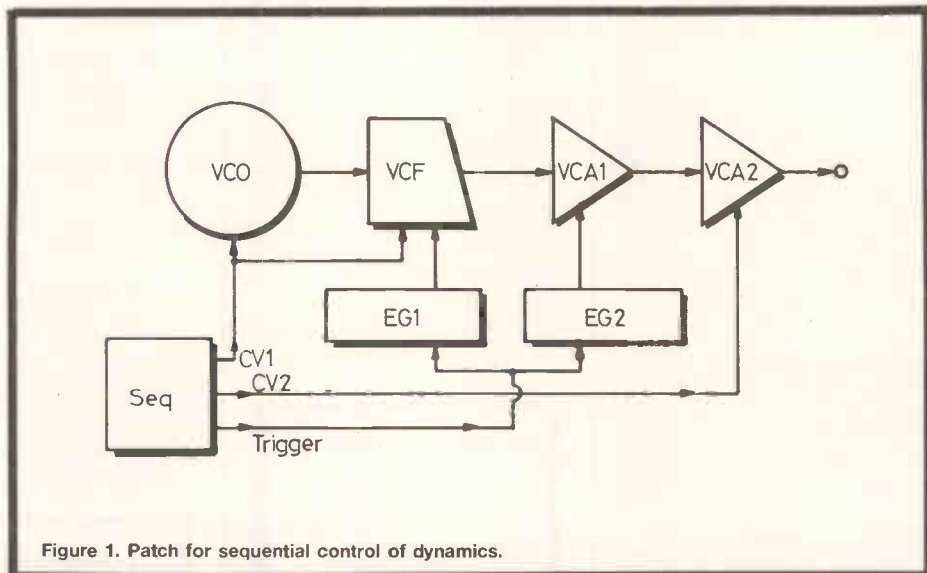 VCO
VCF
VCA1
VCA2
EG1
EG2
Seq
CV1
CV2
Trigger
Figure 1. Patch for sequential control of dynamics.